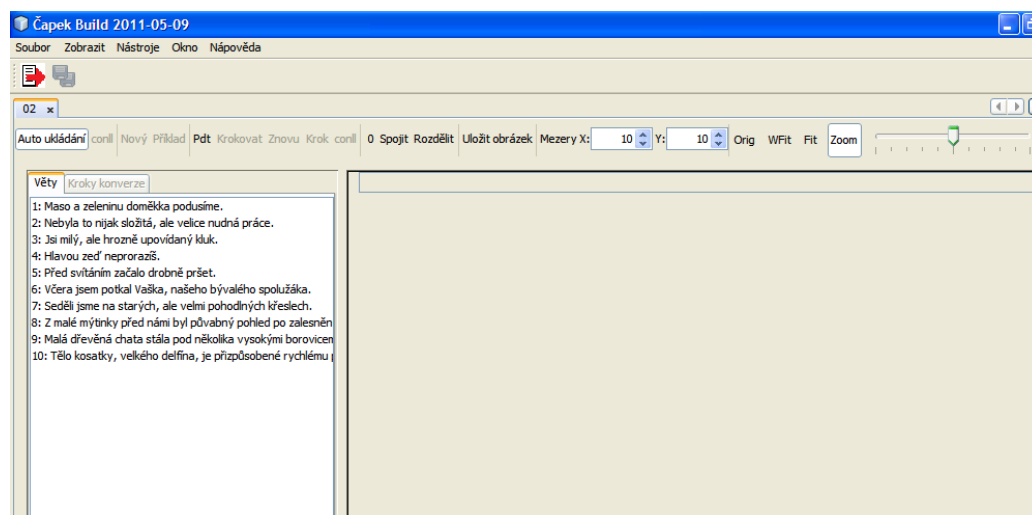 Čapek Build 2011-05-09
Soubor Zobrazit Nástroje Okno Nápověda
02
Auto ukládání conll Nový Příklad Pdt Krokovat Znovu Krok conll 0 Spojit Rozdělit Uložit obrázek Mezery X: 10 Y: 10 Orig WFit Fit Zoom
Věty Kroky konverze
1: Maso a zeleninu doměkka podusíme.
2: Nebyla to nijak složitá, ale velice nudná práce.
3: Jsi milý, ale hrozně upovídaný kluk.
4: Hlavou zeď neprorazíš.
5: Před svítáním začalo drobně pršet.
6: Včera jsem potkal Vaška, našeho bývalého spolužáka.
7: Seděli jsme na starých, ale velmi pohodlných křeslech.
8: Z malé mýtinky před námi byl půvabný pohled po zalesněn
9: Malá dřevěná chata stála pod několika vysokými borovicem
10: Tělo kosatky, velkého delfína, je přizpůsobené rychlému